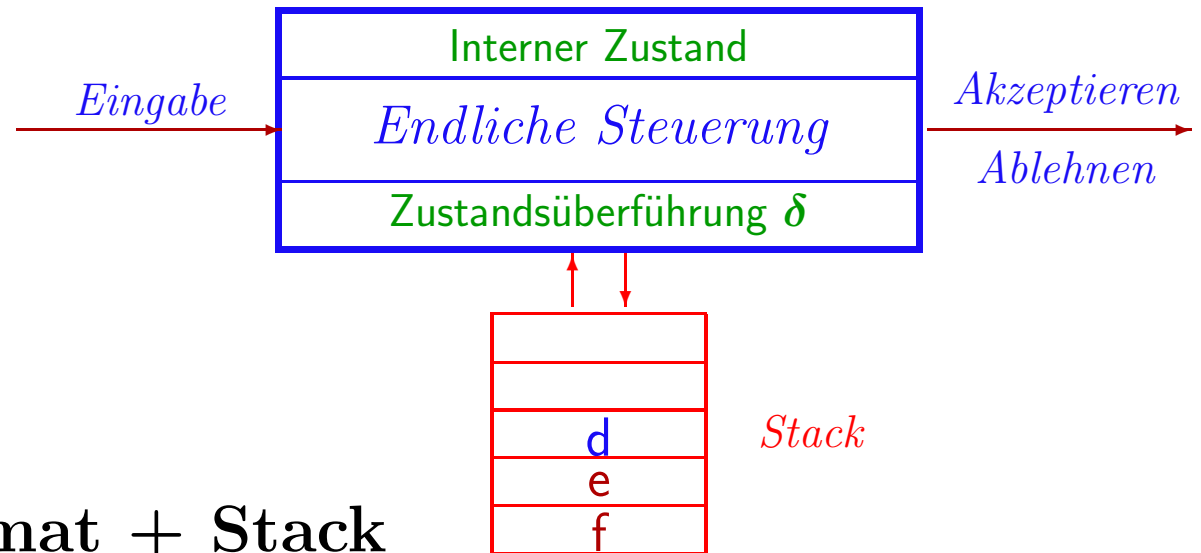 Interner Zustand
Eingabe
Endliche Steuerung
Akzeptieren
Ablehnen
Zustandsüberführung δ
d
Stack
e
f
mat + Stack